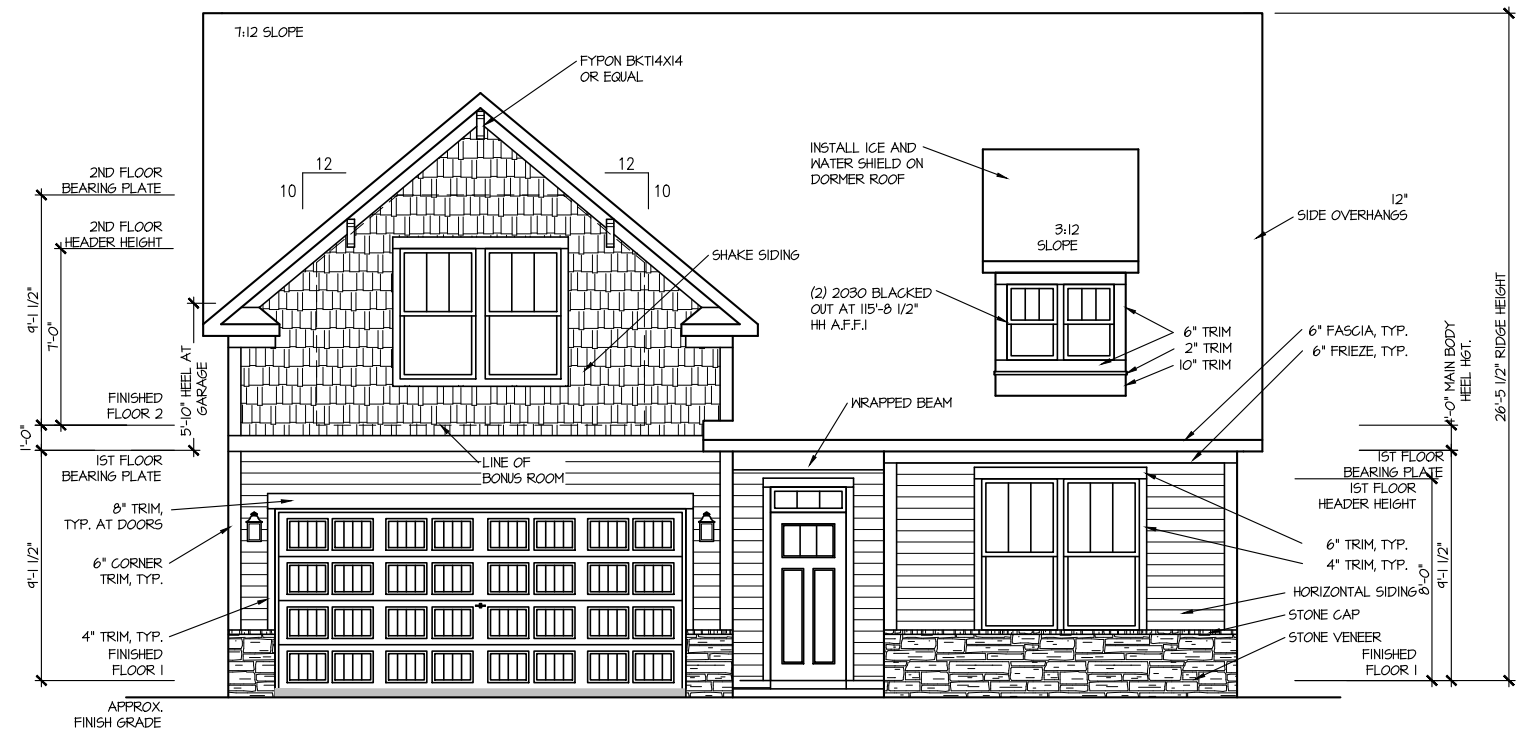 7:12 SLOPE
FYPON BKT14X14
OR EQUAL
12
10
12
10
INSTALL ICE AND
WATER SHIELD ON
DORMER ROOF
3:12
SLOPE
12"
SIDE OVERHANGS
2ND FLOOR
BEARING PLATE
2ND FLOOR
HEADER HEIGHT
9'-1 1/2"
7'-0"
5'-10" HEEL AT
GARAGE
FINISHED
FLOOR 2
1'-0"
SHAKE SIDING
(2) 2030 BLACKED
OUT AT 115'-8 1/2"
HH A.F.F.1
6" TRIM
2" TRIM
10" TRIM
6" FASCIA, TYP.
6" FRIEZE, TYP.
1'-0" MAIN BODY
HEEL HGT.
26'-5 1/2" RIDGE HEIGHT
WRAPPED BEAM
LINE OF
BONUS ROOM
1ST FLOOR
BEARING PLATE
8" TRIM,
TYP. AT DOORS
6" CORNER
TRIM, TYP.
9'-1 1/2"
4" TRIM, TYP.
FINISHED
FLOOR 1
APPROX.
FINISH GRADE
1ST FLOOR
BEARING PLATE
1ST FLOOR
HEADER HEIGHT
6" TRIM, TYP.
4" TRIM, TYP.
HORIZONTAL SIDING
8'-0"
9'-1 1/2"
STONE CAP
STONE VENEER
FINISHED
FLOOR 1